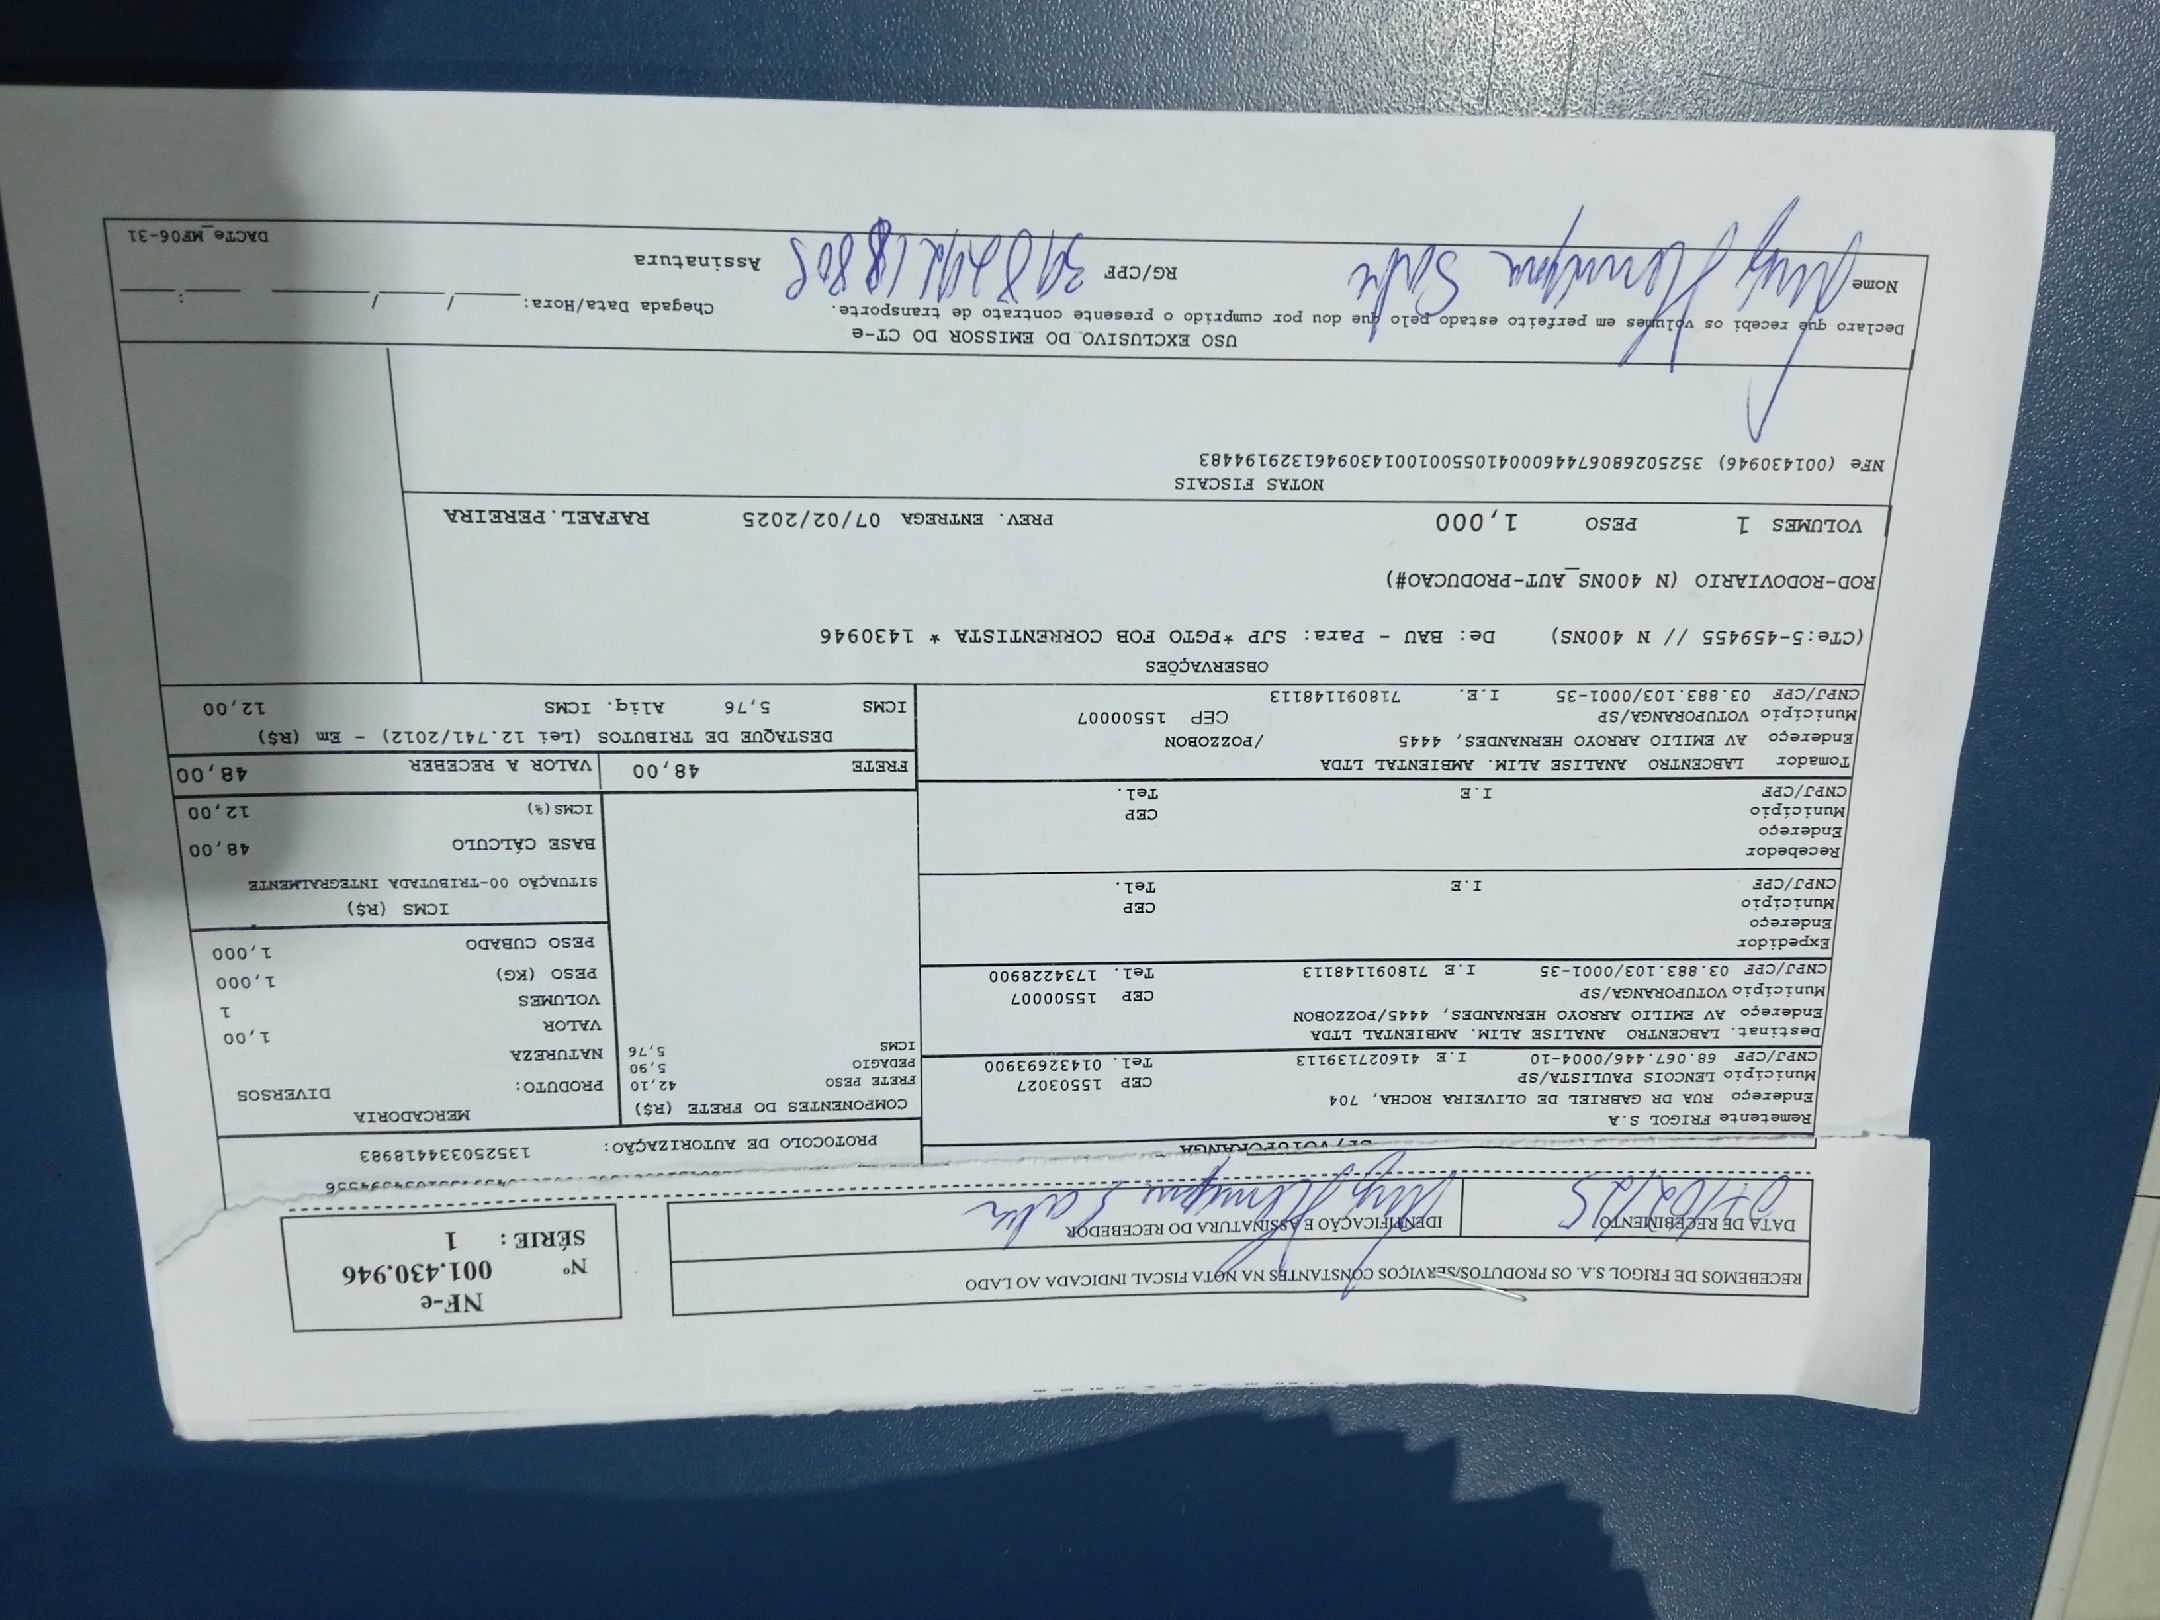 RECEBEMOS DE FRIGOL S.A. OS PRODUTOS/SERVIÇOS CONSTANTES NA NOTA FISCAL INDICADA AO LADO
DATA DE RECEBIMENTO
IDENTIFICAÇÃO E ASSINATURA DO RECEBEDOR
NF-e
Nº 001.430.946
SÉRIE: 1
07/02/25
PROTOCOLO DE AUTORIZAÇÃO: 135250334418983
Remetente FRIGOL S.A
Endereço RUA DR GABRIEL DE OLIVEIRA ROCHA, 704
Município LENCOIS PAULISTA/SP CEP 15503027
CNPJ/CPF 68.067.446/0004-10 I.E 416027139113 Tel. 01432693900
Destinat. LABCENTRO ANALISE ALIM. AMBIENTAL LTDA
Endereço AV EMILIO ARROYO HERNANDES, 4445/POZZOBON
Município VOTUPORANGA/SP CEP 15500007
CNPJ/CPF 03.883.103/0001-35 I.E 718091148113 Tel. 1734228900
Expedidor
Endereço
Município CEP
CNPJ/CPF I.E Tel.
Recebedor
Endereço
Município CEP
CNPJ/CPF I.E Tel.
Tomador LABCENTRO ANALISE ALIM. AMBIENTAL LTDA
Endereço AV EMILIO ARROYO HERNANDES, 4445 /POZZOBON
Município VOTUPORANGA/SP CEP 15500007
CNPJ/CPF 03.883.103/0001-35 I.E. 718091148113
COMPONENTES DO FRETE (R$)
FRETE PESO 42,10
PEDAGIO 5,90
ICMS 5,76
MERCADORIA
PRODUTO: DIVERSOS
NATUREZA
VALOR 1,00
VOLUMES 1
PESO (KG) 1,000
PESO CUBADO 1,000
ICMS (R$)
SITUAÇÃO 00-TRIBUTADA INTEGRALMENTE
BASE CÁLCULO 48,00
ICMS(%) 12,00
FRETE 48,00 VALOR A RECEBER 48,00
DESTAQUE DE TRIBUTOS (Lei 12.741/2012) - Em (R$)
ICMS 5,76 Aliq. ICMS 12,00
OBSERVAÇÕES
(CTe:5-459455 // N 400NS) De: BAU - Para: SJP *PGTO FOB CORRENTISTA * 1430946
ROD-RODOVIARIO (N 400NS_AUT-PRODUCAO#)
VOLUMES 1 PESO 1,000 PREV. ENTREGA 07/02/2025 RAFAEL.PEREIRA
NOTAS FISCAIS
NFe (001430946) 35250268067446000410550010014309461329194483
USO EXCLUSIVO DO EMISSOR DO CT-e
Declaro que recebi os volumes em perfeito estado pelo que dou por cumprido o presente contrato de transporte.
Chegada Data/Hora: ____/____/____ ___:___
Nome RG/CPF Assinatura
DACTe_MF06-31